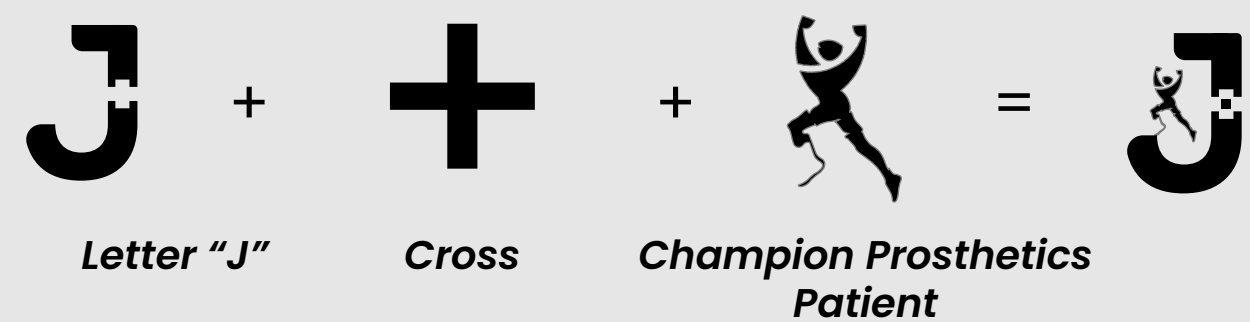 J + + =
Letter “J” Cross Champion Prosthetics
Patient